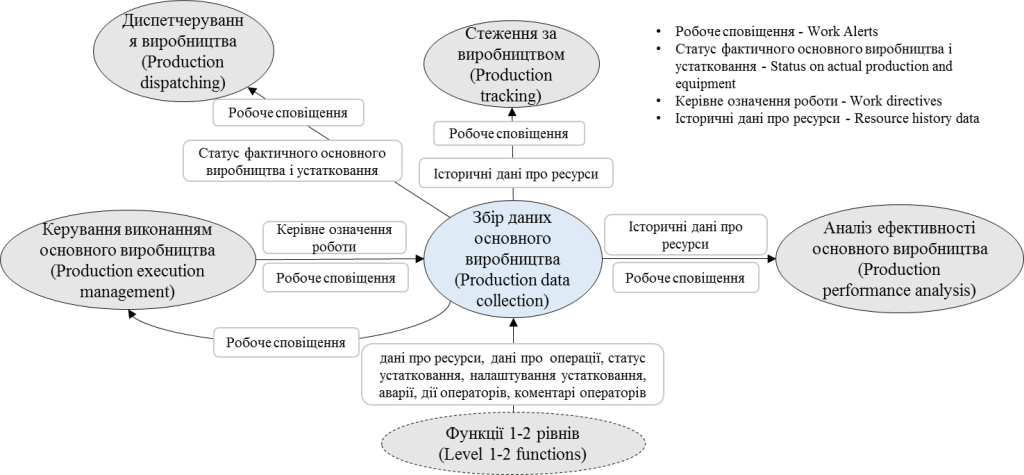 Диспетчеруванн
я виробництва
(Production
dispatching)
Стеження за
виробництвом
(Production
tracking)
• Робоче сповіщення - Work Alerts
• Статус фактичного основного виробництва і
устатковання - Status on actual production and
equipment
• Керівне означення роботи - Work directives
• Історичні дані про ресурси - Resource history data
Робоче сповіщення
Статус фактичного основного
виробництва і устатковання
Робоче сповіщення
Історичні дані про ресурси
Керування виконанням
основного виробництва
(Production execution
management)
Керівне означення
роботи
Робоче сповіщення
Збір даних
основного
виробництва
(Production data
collection)
Історичні дані про
ресурси
Робоче сповіщення
Аналіз ефективності
основного виробництва
(Production
performance analysis)
Робоче сповіщення
дані про ресурси, дані про операції, статус
устатковання, налаштування устатковання,
аварії, дії операторів, коментарі операторів
Функції 1-2 рівнів
(Level 1-2 functions)